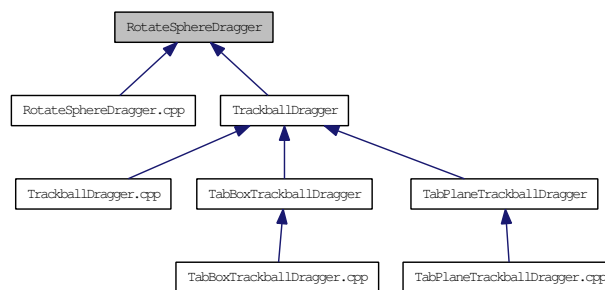 RotateSphereDragger
RotateSphereDragger.cpp
TrackballDragger
TrackballDragger.cpp
TabBoxTrackballDragger
TabPlaneTrackballDragger
TabBoxTrackballDragger.cpp
TabPlaneTrackballDragger.cpp